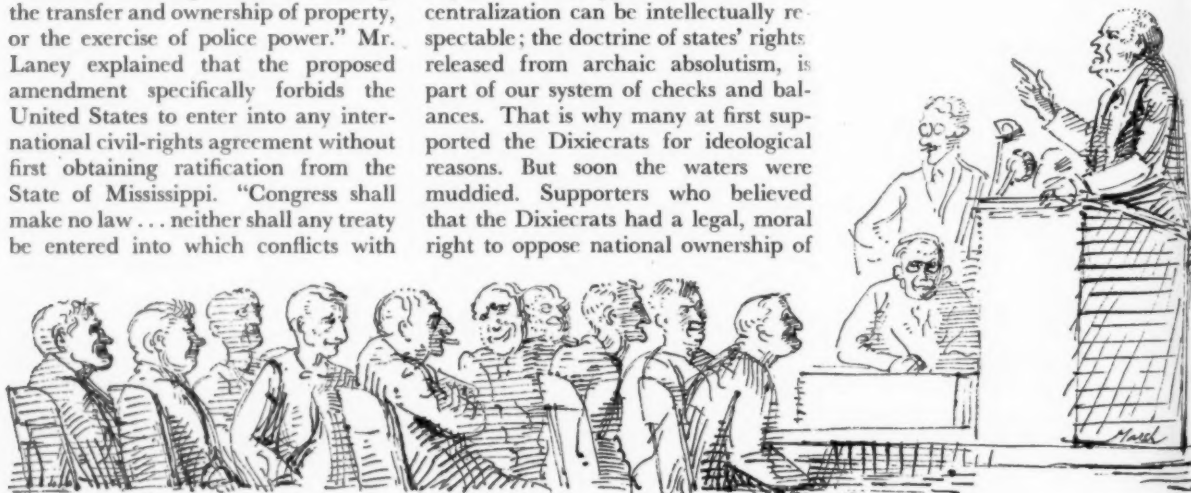 the transfer and ownership of property,
or the exercise of police power." Mr.
Laney explained that the proposed
amendment specifically forbids the
United States to enter into any inter-
national civil-rights agreement without
first obtaining ratification from the
State of Mississippi. "Congress shall
make no law . . . neither shall any treaty
be entered into which conflicts with
centralization can be intellectually re-
spectable; the doctrine of states' rights
released from archaic absolutism, is
part of our system of checks and bal-
ances. That is why many at first sup-
ported the Dixiecrats for ideological
reasons. But soon the waters were
muddied. Supporters who believed
that the Dixiecrats had a legal, moral
right to oppose national ownership of
Marsh